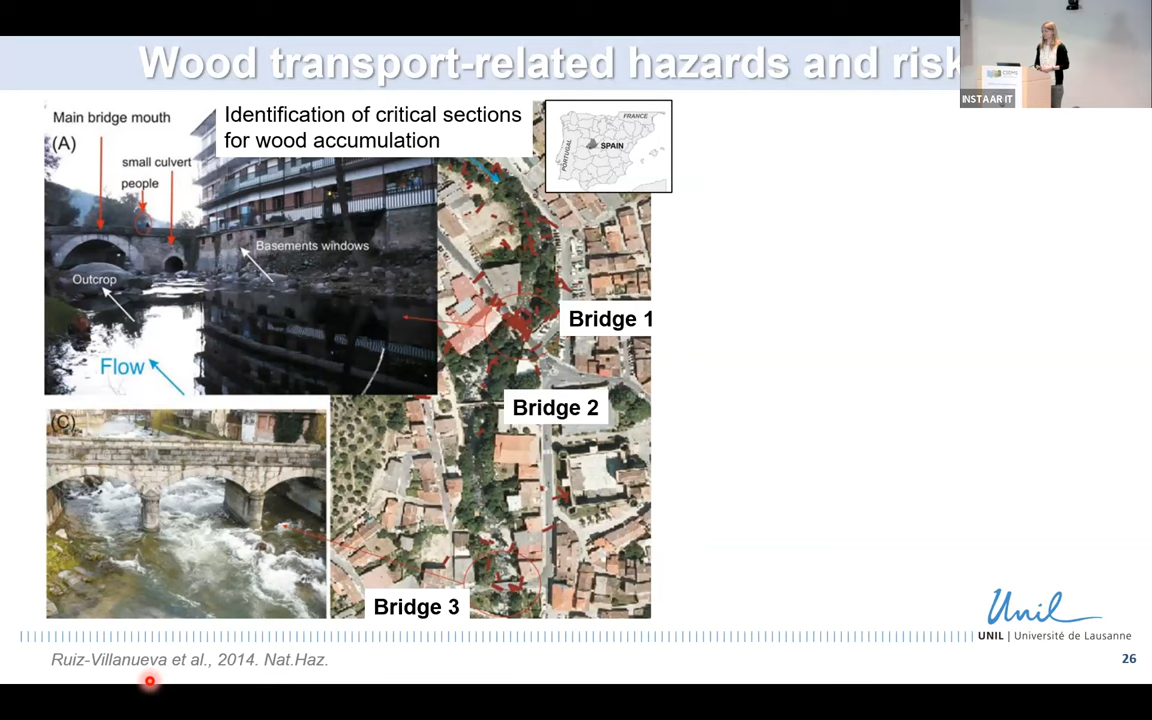 Wood transport-related hazards and risk
INSTAAR IT
Main bridge mouth
(A)
small culvert
people
Basements windows
Outcrop
Flow
Identification of critical sections
for wood accumulation
FRANCE
PORTUGAL
SPAIN
Bridge 1
Bridge 2
(C)
Bridge 3
Unil
UNIL | Université de Lausanne
Ruiz-Villanueva et al., 2014. Nat.Haz.
26